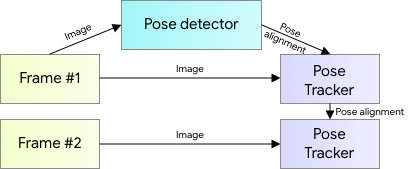 Pose detector
Image
Pose
alignment
Frame #1
Image
Pose
Tracker
Pose alignment
Frame #2
Image
Pose
Tracker